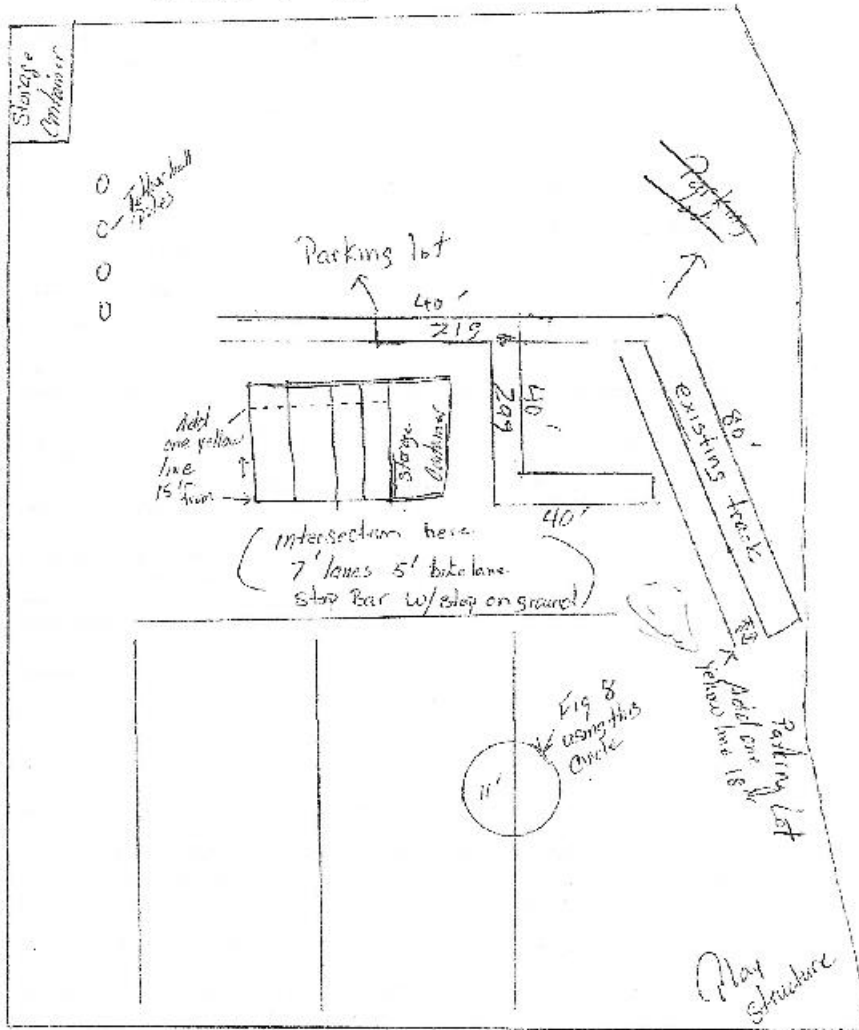 Storage
Container
Tetherball
Poles
Parking
lot
Parking lot
40'
219
40'
209
80'
existing track
Add
one yellow
line
18"
from
Storage
Container
40'
intersection here
7' lanes 5' bike lane
Stop Bar w/ stop on ground
Fig 8
using this
Circle
11'
Add one
Yellow line 18"
Parking Lot
Play
Structure